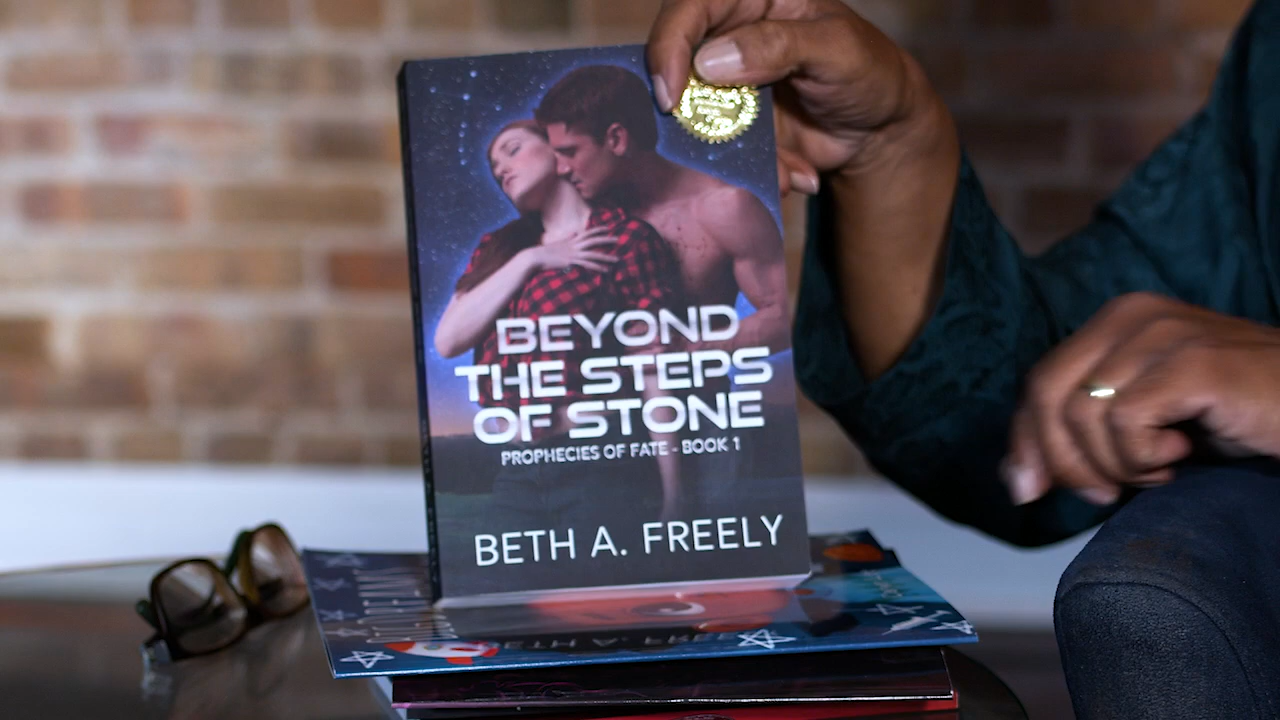 BEYOND
THE STEPS
OF STONE
PROPHECIES OF FATE - BOOK 1
BETH A. FREELY